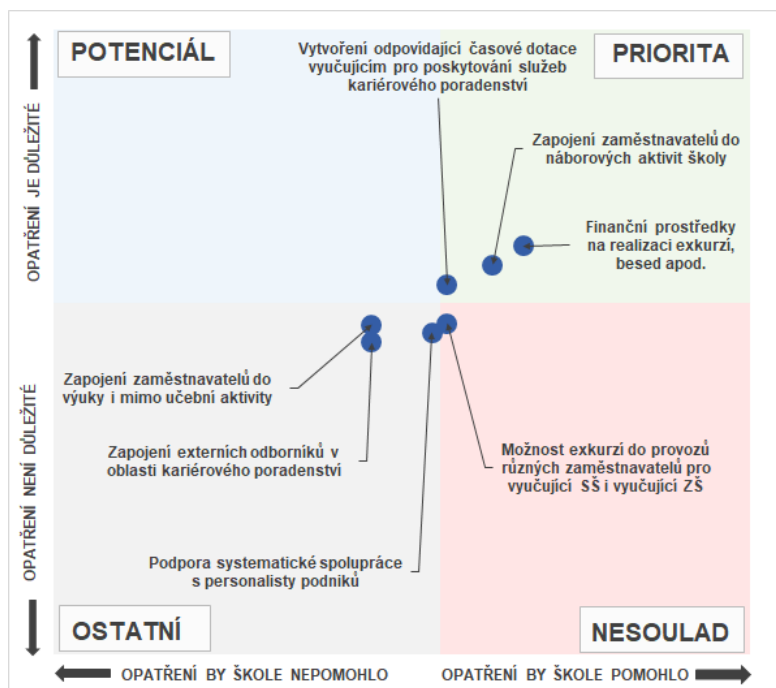 POTENCIÁL
Vytvoření odpovídající časové dotace
vyučujícím pro poskytování služeb
kariérového poradenství
PRIORITA
OPATŘENÍ JE DŮLEŽITÉ
Zapojení zaměstnavatelů do
náborových aktivit školy
Finanční prostředky
na realizaci exkurzí,
besed apod.
Zapojení zaměstnavatelů do
výuky i mimo učební aktivity
Zapojení externích odborníků v
oblasti kariérového poradenství
Možnost exkurzí do provozů
různých zaměstnavatelů pro
vyučující SŠ i vyučující ZŠ
OPATŘENÍ NENÍ DŮLEŽITÉ
Podpora systematické spolupráce
s personalisty podniků
OSTATNÍ
NESOULAD
OPATŘENÍ BY ŠKOLE NEPOMOHLO
OPATŘENÍ BY ŠKOLE POMOHLO